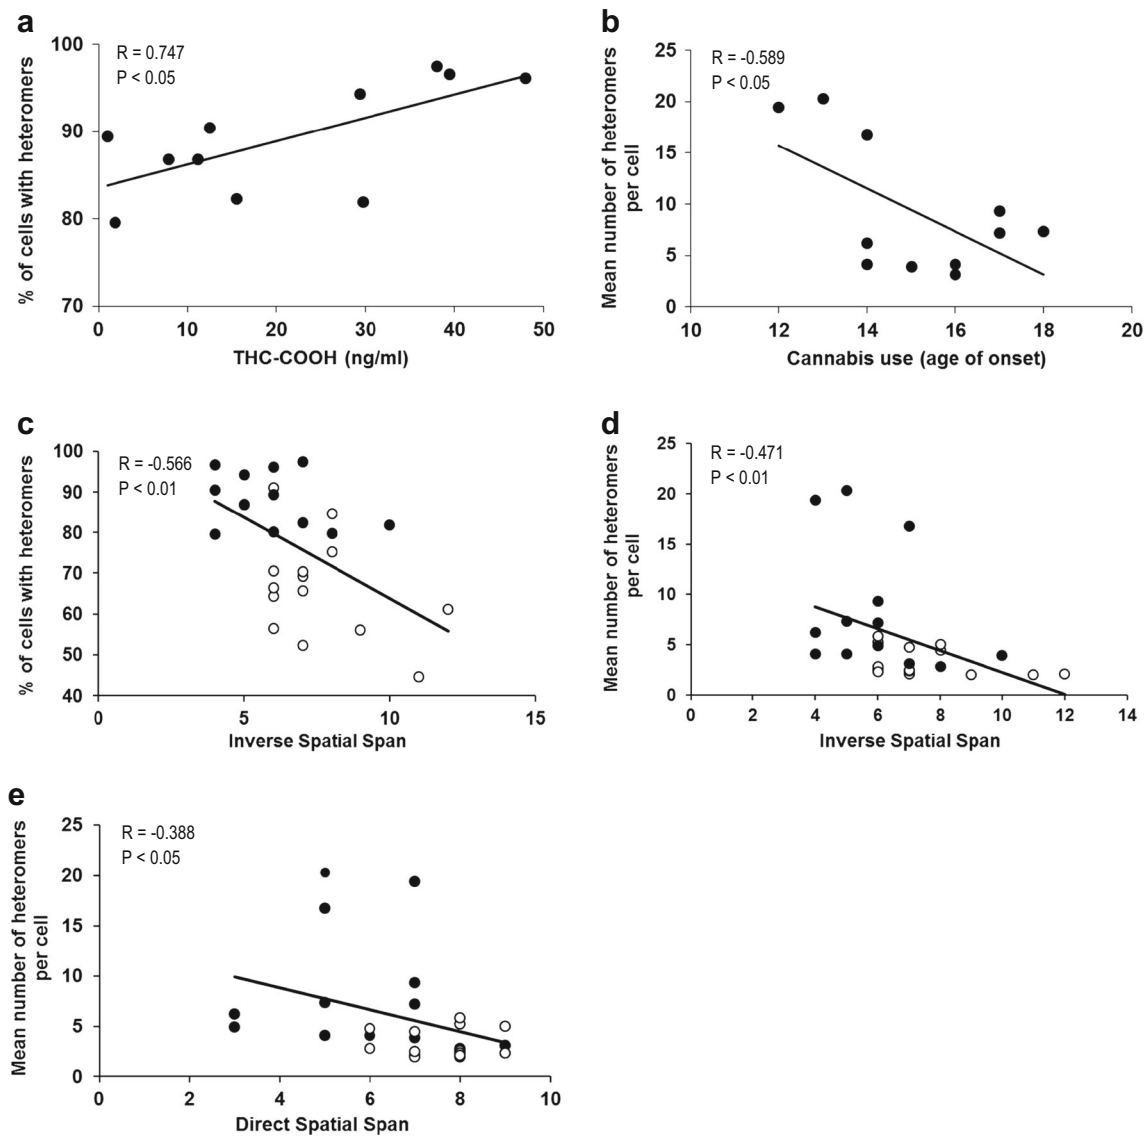 a
R = 0.747
P < 0.05
% of cells with heteromers
100
90
80
70
0 10 20 30 40 50
THC-COOH (ng/ml)
b
R = -0.589
P < 0.05
Mean number of heteromers
per cell
25
20
15
10
5
0
10 12 14 16 18 20
Cannabis use (age of onset)
c
R = -0.566
P < 0.01
% of cells with heteromers
100
90
80
70
60
50
40
0 5 10 15
Inverse Spatial Span
d
R = -0.471
P < 0.01
Mean number of heteromers
per cell
25
20
15
10
5
0
0 2 4 6 8 10 12 14
Inverse Spatial Span
e
R = -0.388
P < 0.05
Mean number of heteromers
per cell
25
20
15
10
5
0
0 2 4 6 8 10
Direct Spatial Span